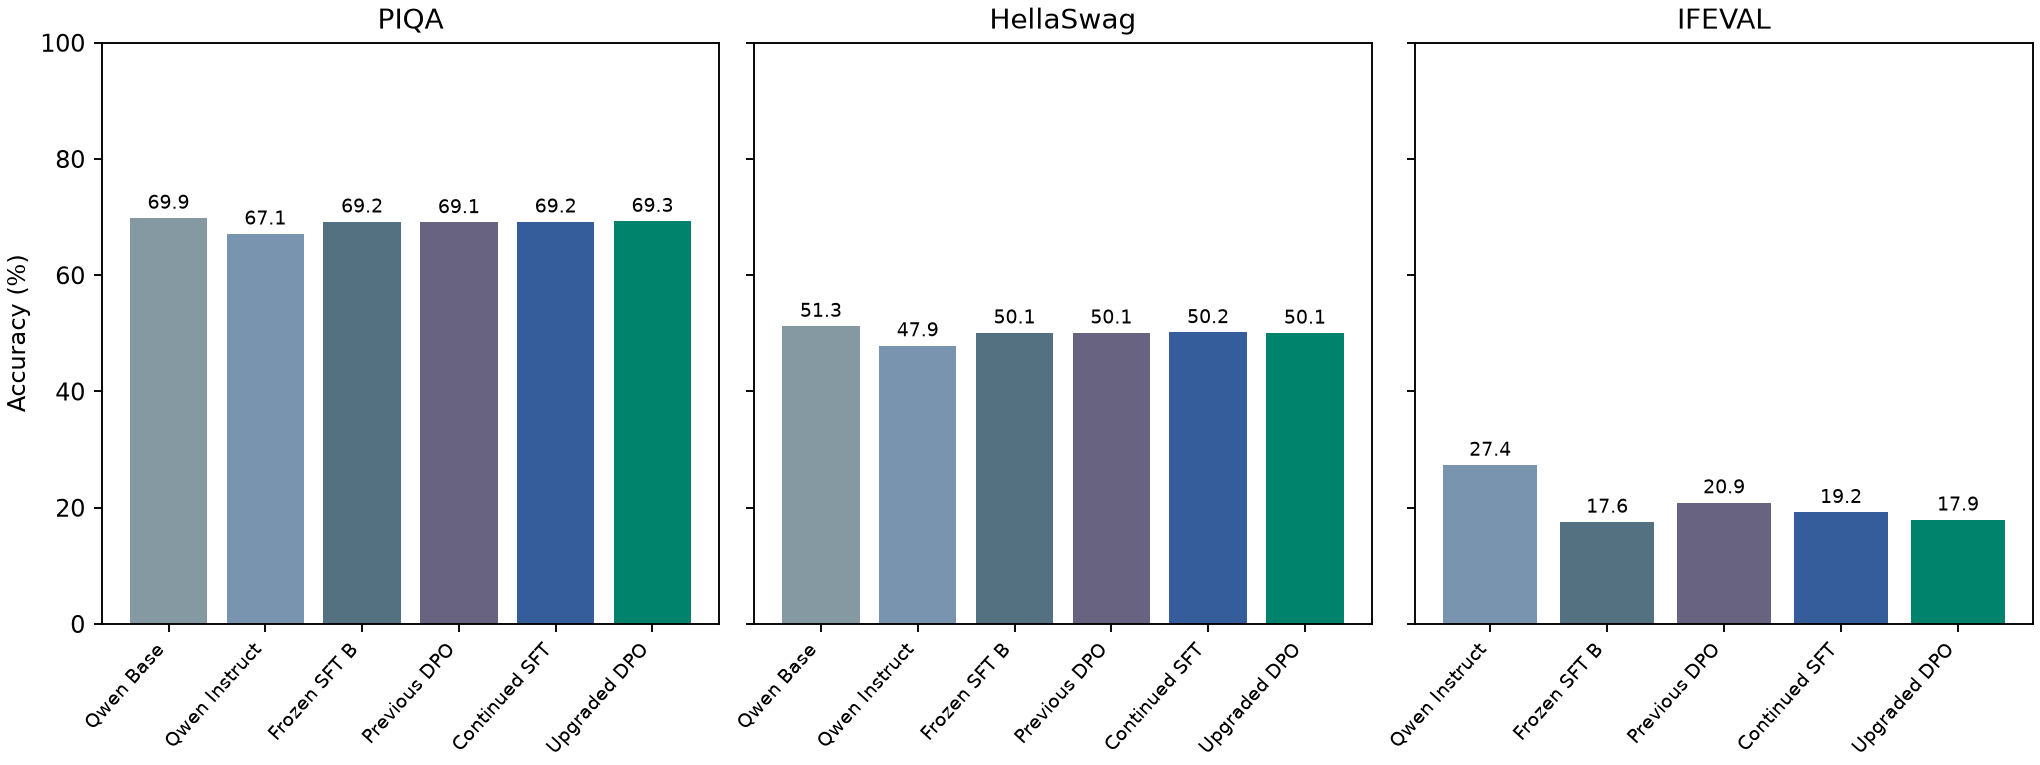 PIQA
HellaSwag
IFEVAL
Accuracy (%)
100
80
60
40
20
0
69.9
67.1
69.2
69.1
69.2
69.3
Qwen Base
Qwen Instruct
Frozen SFT B
Previous DPO
Continued SFT
Upgraded DPO
51.3
47.9
50.1
50.1
50.2
50.1
Qwen Base
Qwen Instruct
Frozen SFT B
Previous DPO
Continued SFT
Upgraded DPO
27.4
17.6
20.9
19.2
17.9
Qwen Instruct
Frozen SFT B
Previous DPO
Continued SFT
Upgraded DPO